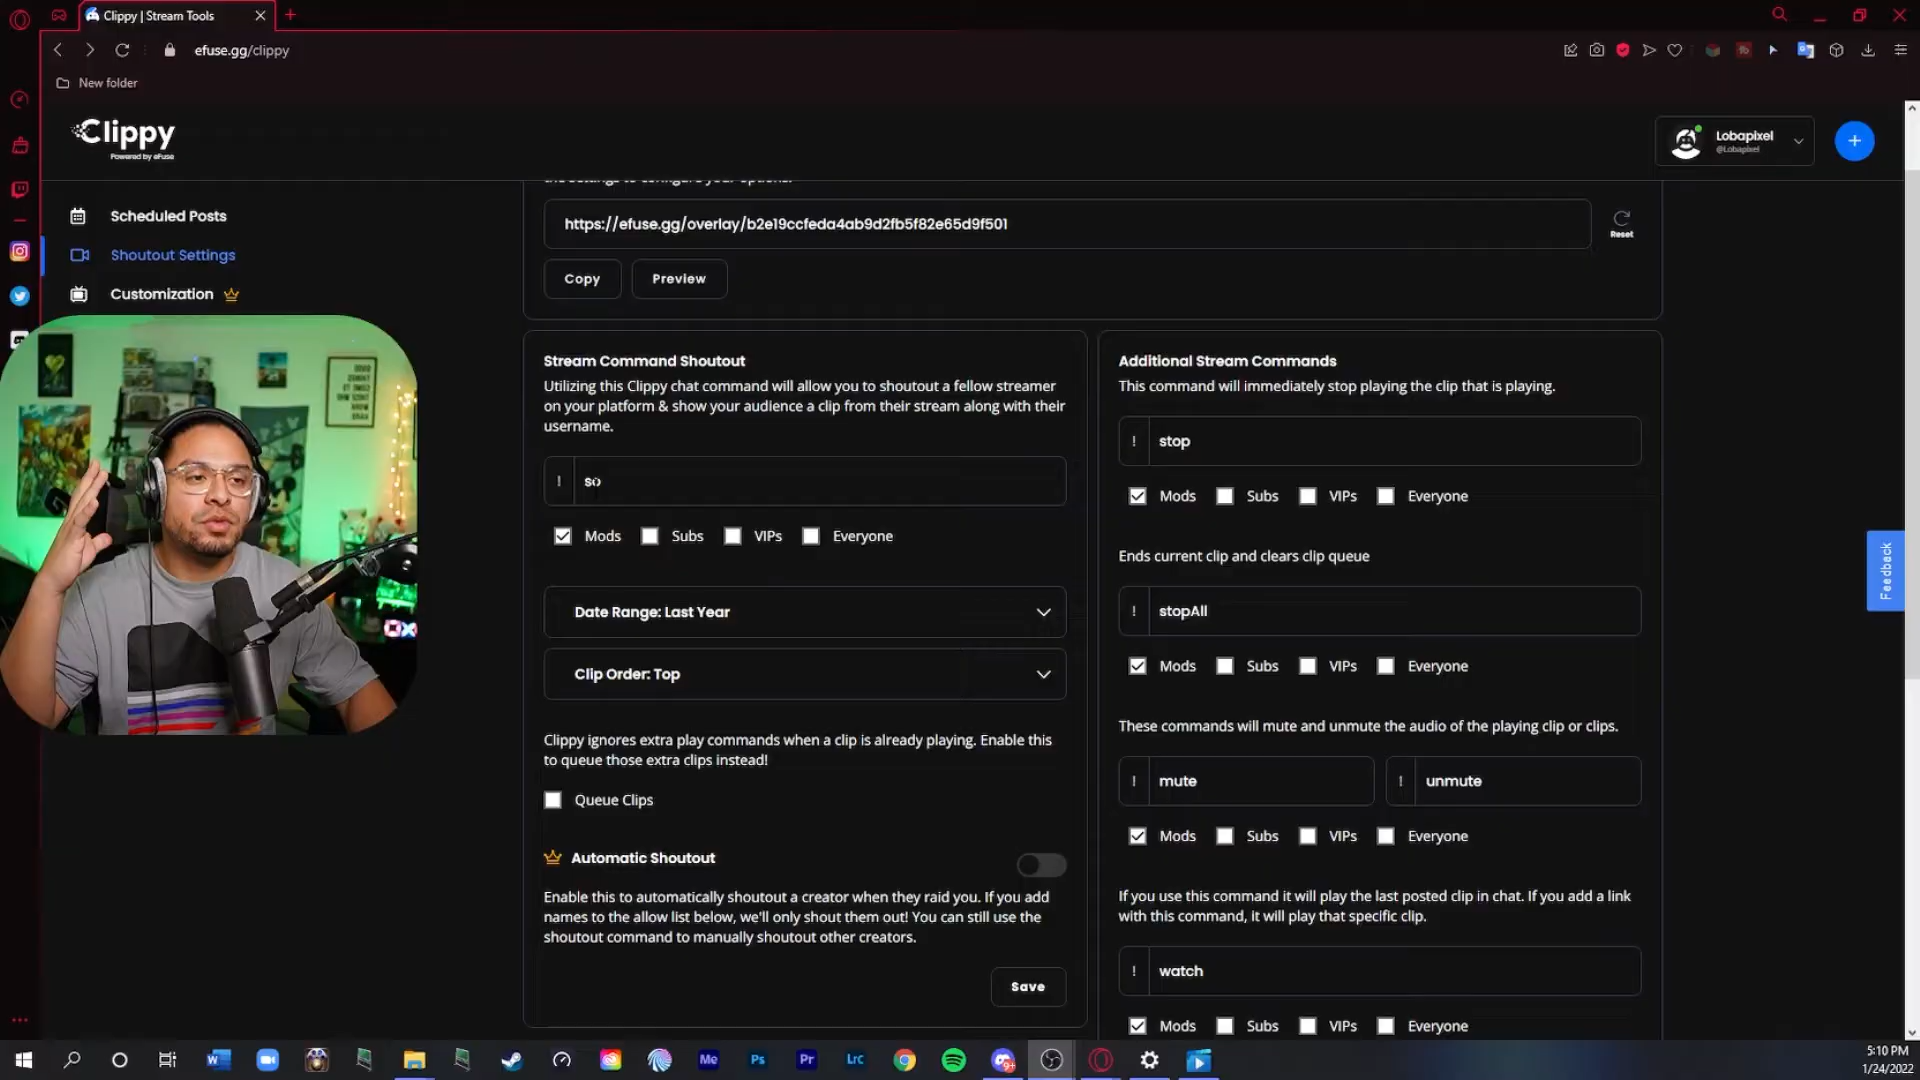 Clippy | Stream Tools
efuse.gg/clippy
New folder
Clippy
Powered by eFuse
Lobapixel
@Lobapixel
Scheduled Posts
Shoutout Settings
Customization
https://efuse.gg/overlay/b2e19ccfeda4ab9d2fb5f82e65d9f501
Reset
Copy
Preview
Stream Command Shoutout
Utilizing this Clippy chat command will allow you to shoutout a fellow streamer
on your platform & show your audience a clip from their stream along with their
username.
! so
Mods Subs VIPs Everyone
Date Range: Last Year
Clip Order: Top
Clippy ignores extra play commands when a clip is already playing. Enable this
to queue those extra clips instead!
Queue Clips
Automatic Shoutout
Enable this to automatically shoutout a creator when they raid you. If you add
names to the allow list below, we'll only shout them out! You can still use the
shoutout command to manually shoutout other creators.
Save
Additional Stream Commands
This command will immediately stop playing the clip that is playing.
! stop
Mods Subs VIPs Everyone
Ends current clip and clears clip queue
! stopAll
Mods Subs VIPs Everyone
These commands will mute and unmute the audio of the playing clip or clips.
! mute ! unmute
Mods Subs VIPs Everyone
If you use this command it will play the last posted clip in chat. If you add a link
with this command, it will play that specific clip.
! watch
Mods Subs VIPs Everyone
Feedback
Me Ps Pr Lrc
5:10 PM
1/24/2022